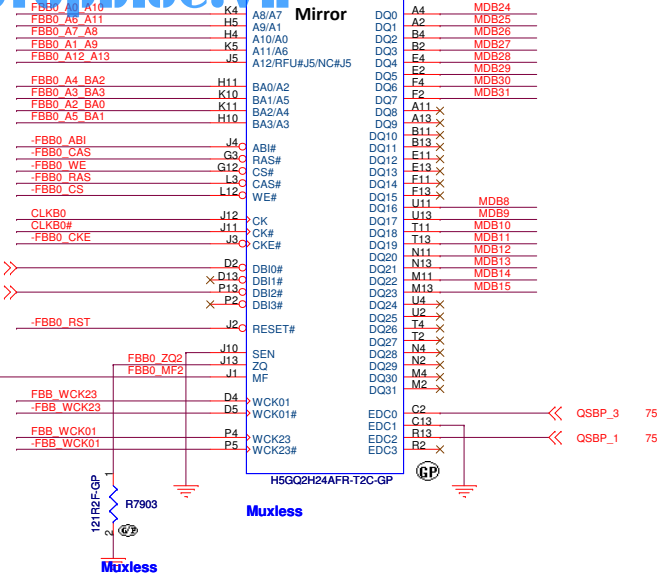 Mirror
FBB0_A0_A10 K4 A8/A7 DQ0 A4 MDB24
FBB0_A6_A11 H5 A9/A1 DQ1 A2 MDB25
FBB0_A7_A8 H4 A10/A0 DQ2 B4 MDB26
FBB0_A1_A9 K5 A11/A6 DQ3 B2 MDB27
FBB0_A12_A13 J5 A12/RFU#J5/NC#J5 DQ4 E4 MDB28
DQ5 E2 MDB29
FBB0_A4_BA2 H11 BA0/A2 DQ6 F4 MDB30
FBB0_A3_BA3 K10 BA1/A5 DQ7 F2 MDB31
FBB0_A2_BA0 K11 BA2/A4 DQ8 A11
FBB0_A5_BA1 H10 BA3/A3 DQ9 A13
DQ10 B11
-FBB0_ABI J4 ABI# DQ11 B13
-FBB0_CAS G3 RAS# DQ12 E11
-FBB0_WE G12 CS# DQ13 E13
-FBB0_RAS L3 CAS# DQ14 F11
-FBB0_CS L12 WE# DQ15 F13
DQ16 U11 MDB8
CLKB0 J12 CK DQ17 U13 MDB9
CLKB0# J11 CK# DQ18 T11 MDB10
-FBB0_CKE J3 CKE# DQ19 T13 MDB11
DQ20 N11 MDB12
D2 DBI0# DQ21 N13 MDB13
D13 DBI1# DQ22 M11 MDB14
P13 DBI2# DQ23 M13 MDB15
P2 DBI3# DQ24 U4
DQ25 U2
-FBB0_RST J2 RESET# DQ26 T4
DQ27 T2
J10 SEN DQ28 N4
FBB0_ZQ2 J13 ZQ DQ29 N2
FBB0_MF2 J1 MF DQ30 M4
DQ31 M2
FBB_WCK23 D4 WCK01
-FBB_WCK23 D5 WCK01# EDC0 C2 QSBP_3 75
EDC1 C13
FBB_WCK01 P4 WCK23 EDC2 R13 QSBP_1 75
-FBB_WCK01 P5 WCK23# EDC3 R2
GP
H5GQ2H24AFR-T2C-GP
1
121R2F-GP
R7903
2
G/P
Muxless
Muxless